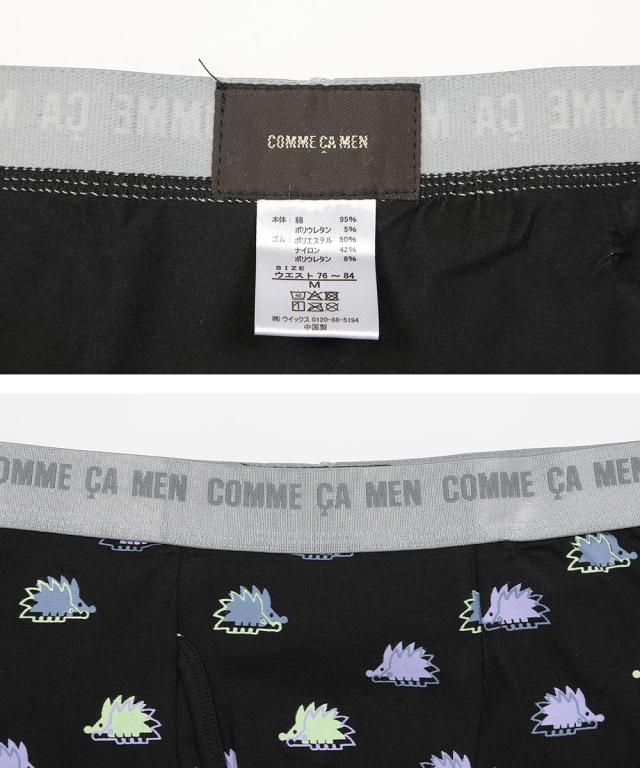 COMME ÇA M
COMME ÇA MEN
ÇA MEN COMME
本体：綿 95%
ポリウレタン 5%
ゴム：ポリエステル 50%
ナイロン 42%
ポリウレタン 8%
SIZE
ウエスト 76～84
M
㈱ウイックス 0120-88-5194
中国製
COMME ÇA MEN COMME ÇA MEN COMME ÇA